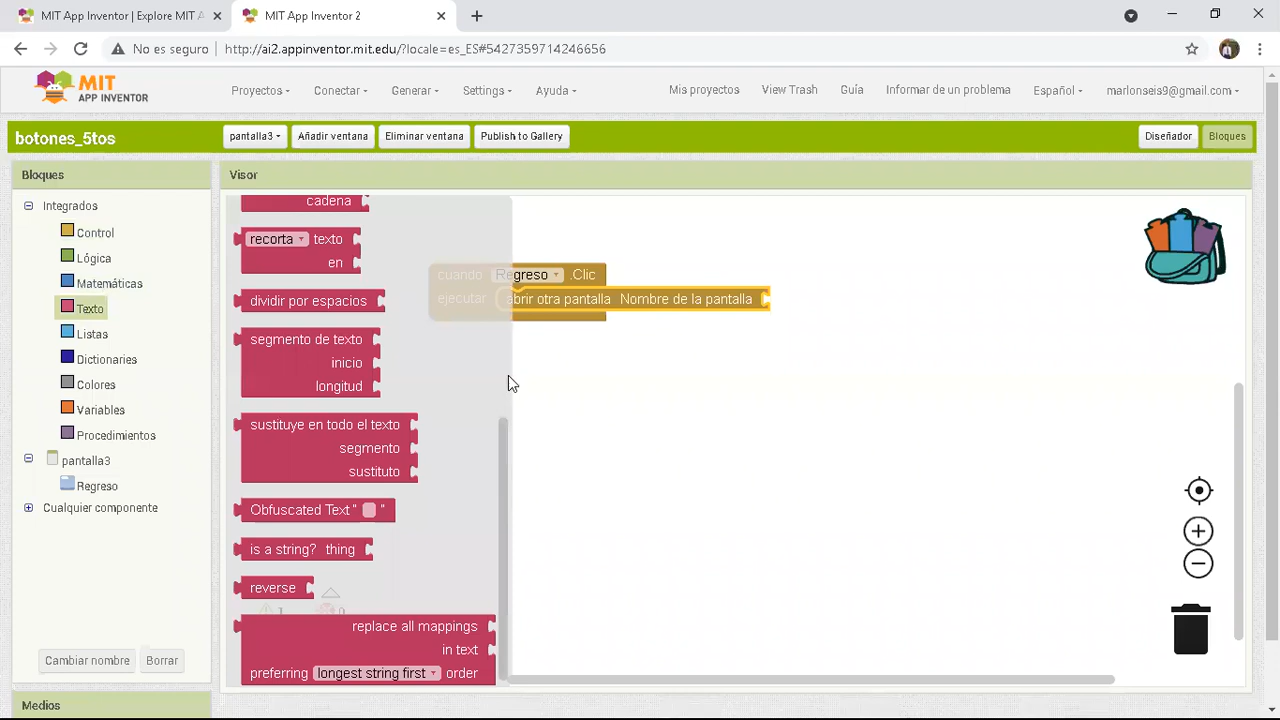 MIT App Inventor | Explore MIT A
MIT App Inventor 2
No es seguro
http://ai2.appinventor.mit.edu/?locale=es_ES#5427359714246656
MIT
APP INVENTOR
Proyectos
Conectar
Generar
Settings
Ayuda
Mis proyectos
View Trash
Guía
Informar de un problema
Español
marlonseis9@gmail.com
botones_5tos
pantalla3
Añadir ventana
Eliminar ventana
Publish to Gallery
Diseñador
Bloques
Bloques
Visor
Integrados
Control
Lógica
Matemáticas
Texto
Listas
Dictionaries
Colores
Variables
Procedimientos
pantalla3
Regreso
Cualquier componente
Cambiar nombre
Borrar
Medios
cadena
recorta texto
en
dividir por espacios
segmento de texto
inicio
longitud
sustituye en todo el texto
segmento
sustituto
Obfuscated Text " "
is a string? thing
reverse
replace all mappings
in text
preferring longest string first order
cuando Regreso .Clic
ejecutar abrir otra pantalla Nombre de la pantalla
1
0